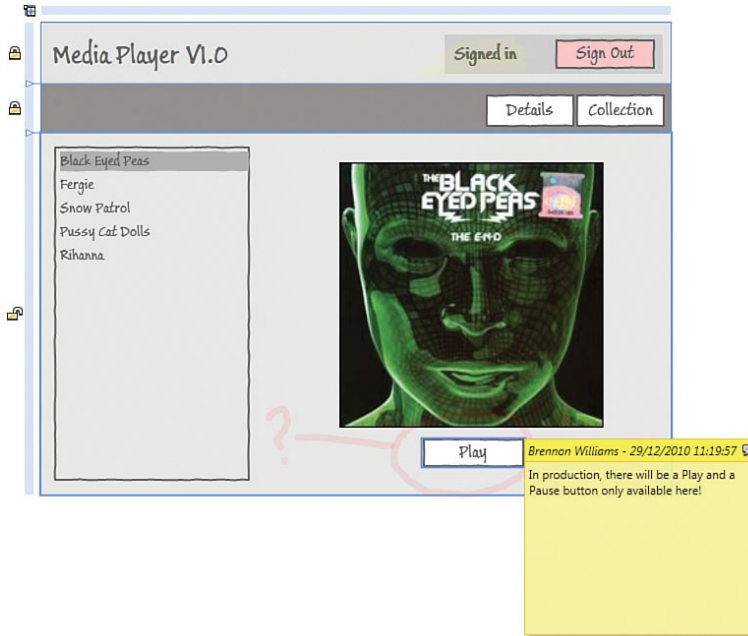 Media Player V1.0
Signed in
Sign Out
Details
Collection
Black Eyed Peas
Fergie
Snow Patrol
Pussy Cat Dolls
Rihanna
THE BLACK
EYED PEAS
THE E•N•D
?
Play
Brennon Williams - 29/12/2010 11:19:57
In production, there will be a Play and a
Pause button only available here!